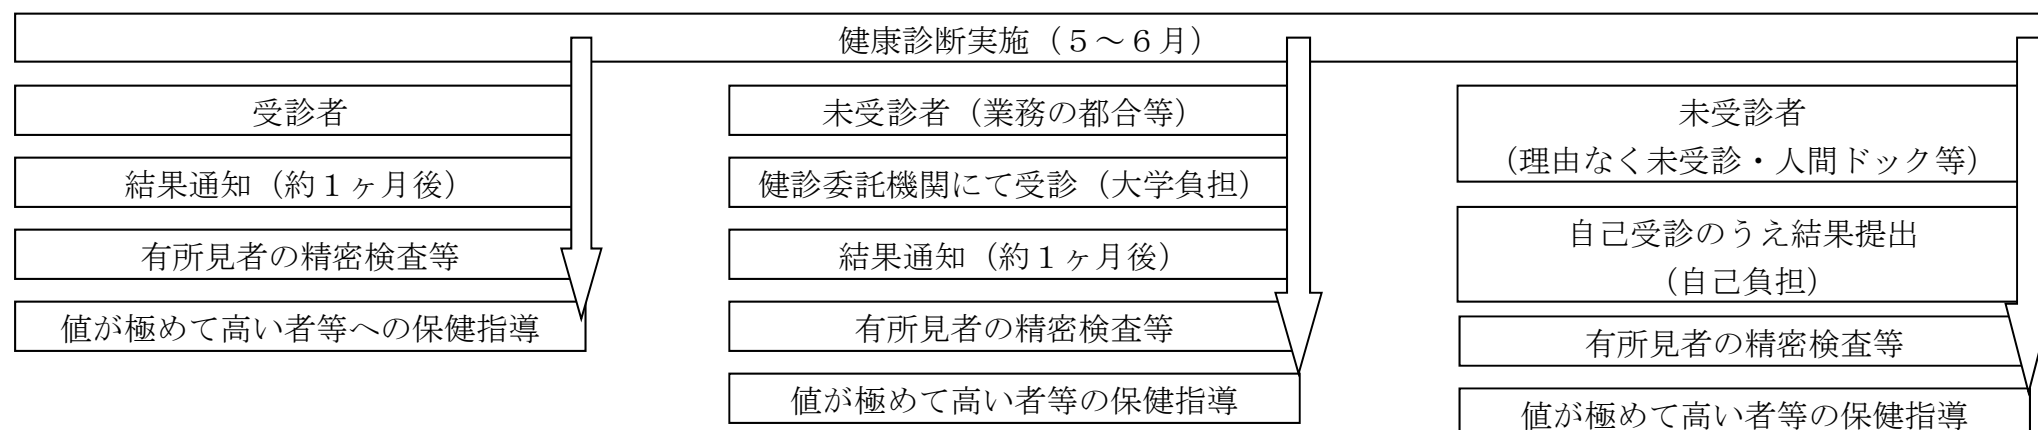 健康診断実施（５～６月）
受診者
結果通知（約１ヶ月後）
有所見者の精密検査等
値が極めて高い者等への保健指導
未受診者（業務の都合等）
健診委託機関にて受診（大学負担）
結果通知（約１ヶ月後）
有所見者の精密検査等
値が極めて高い者等の保健指導
未受診者
（理由なく未受診・人間ドック等）
自己受診のうえ結果提出
（自己負担）
有所見者の精密検査等
値が極めて高い者等の保健指導